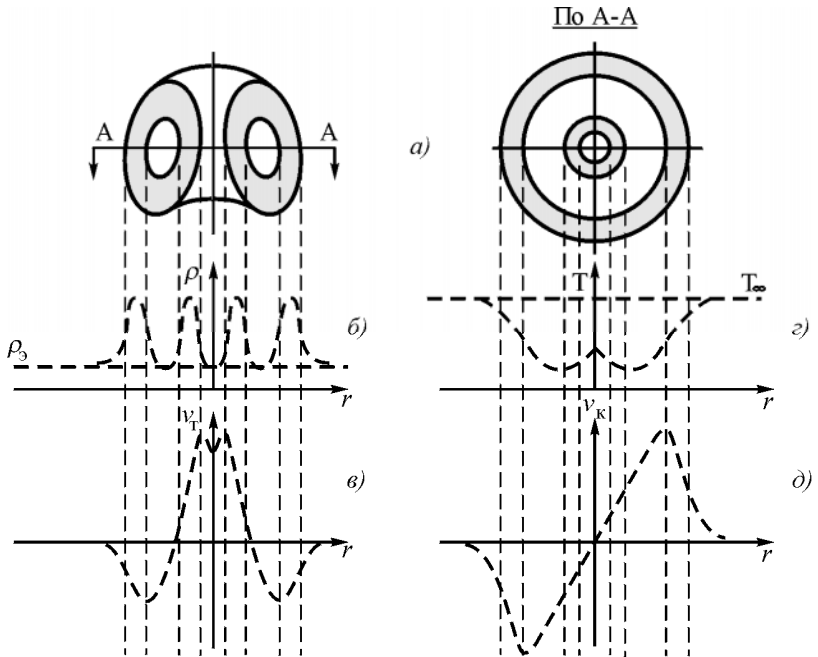 По А-А
А
А
а)
ρ
б)
ρэ
r
T
T∞
г)
r
vт
в)
r
vк
д)
r